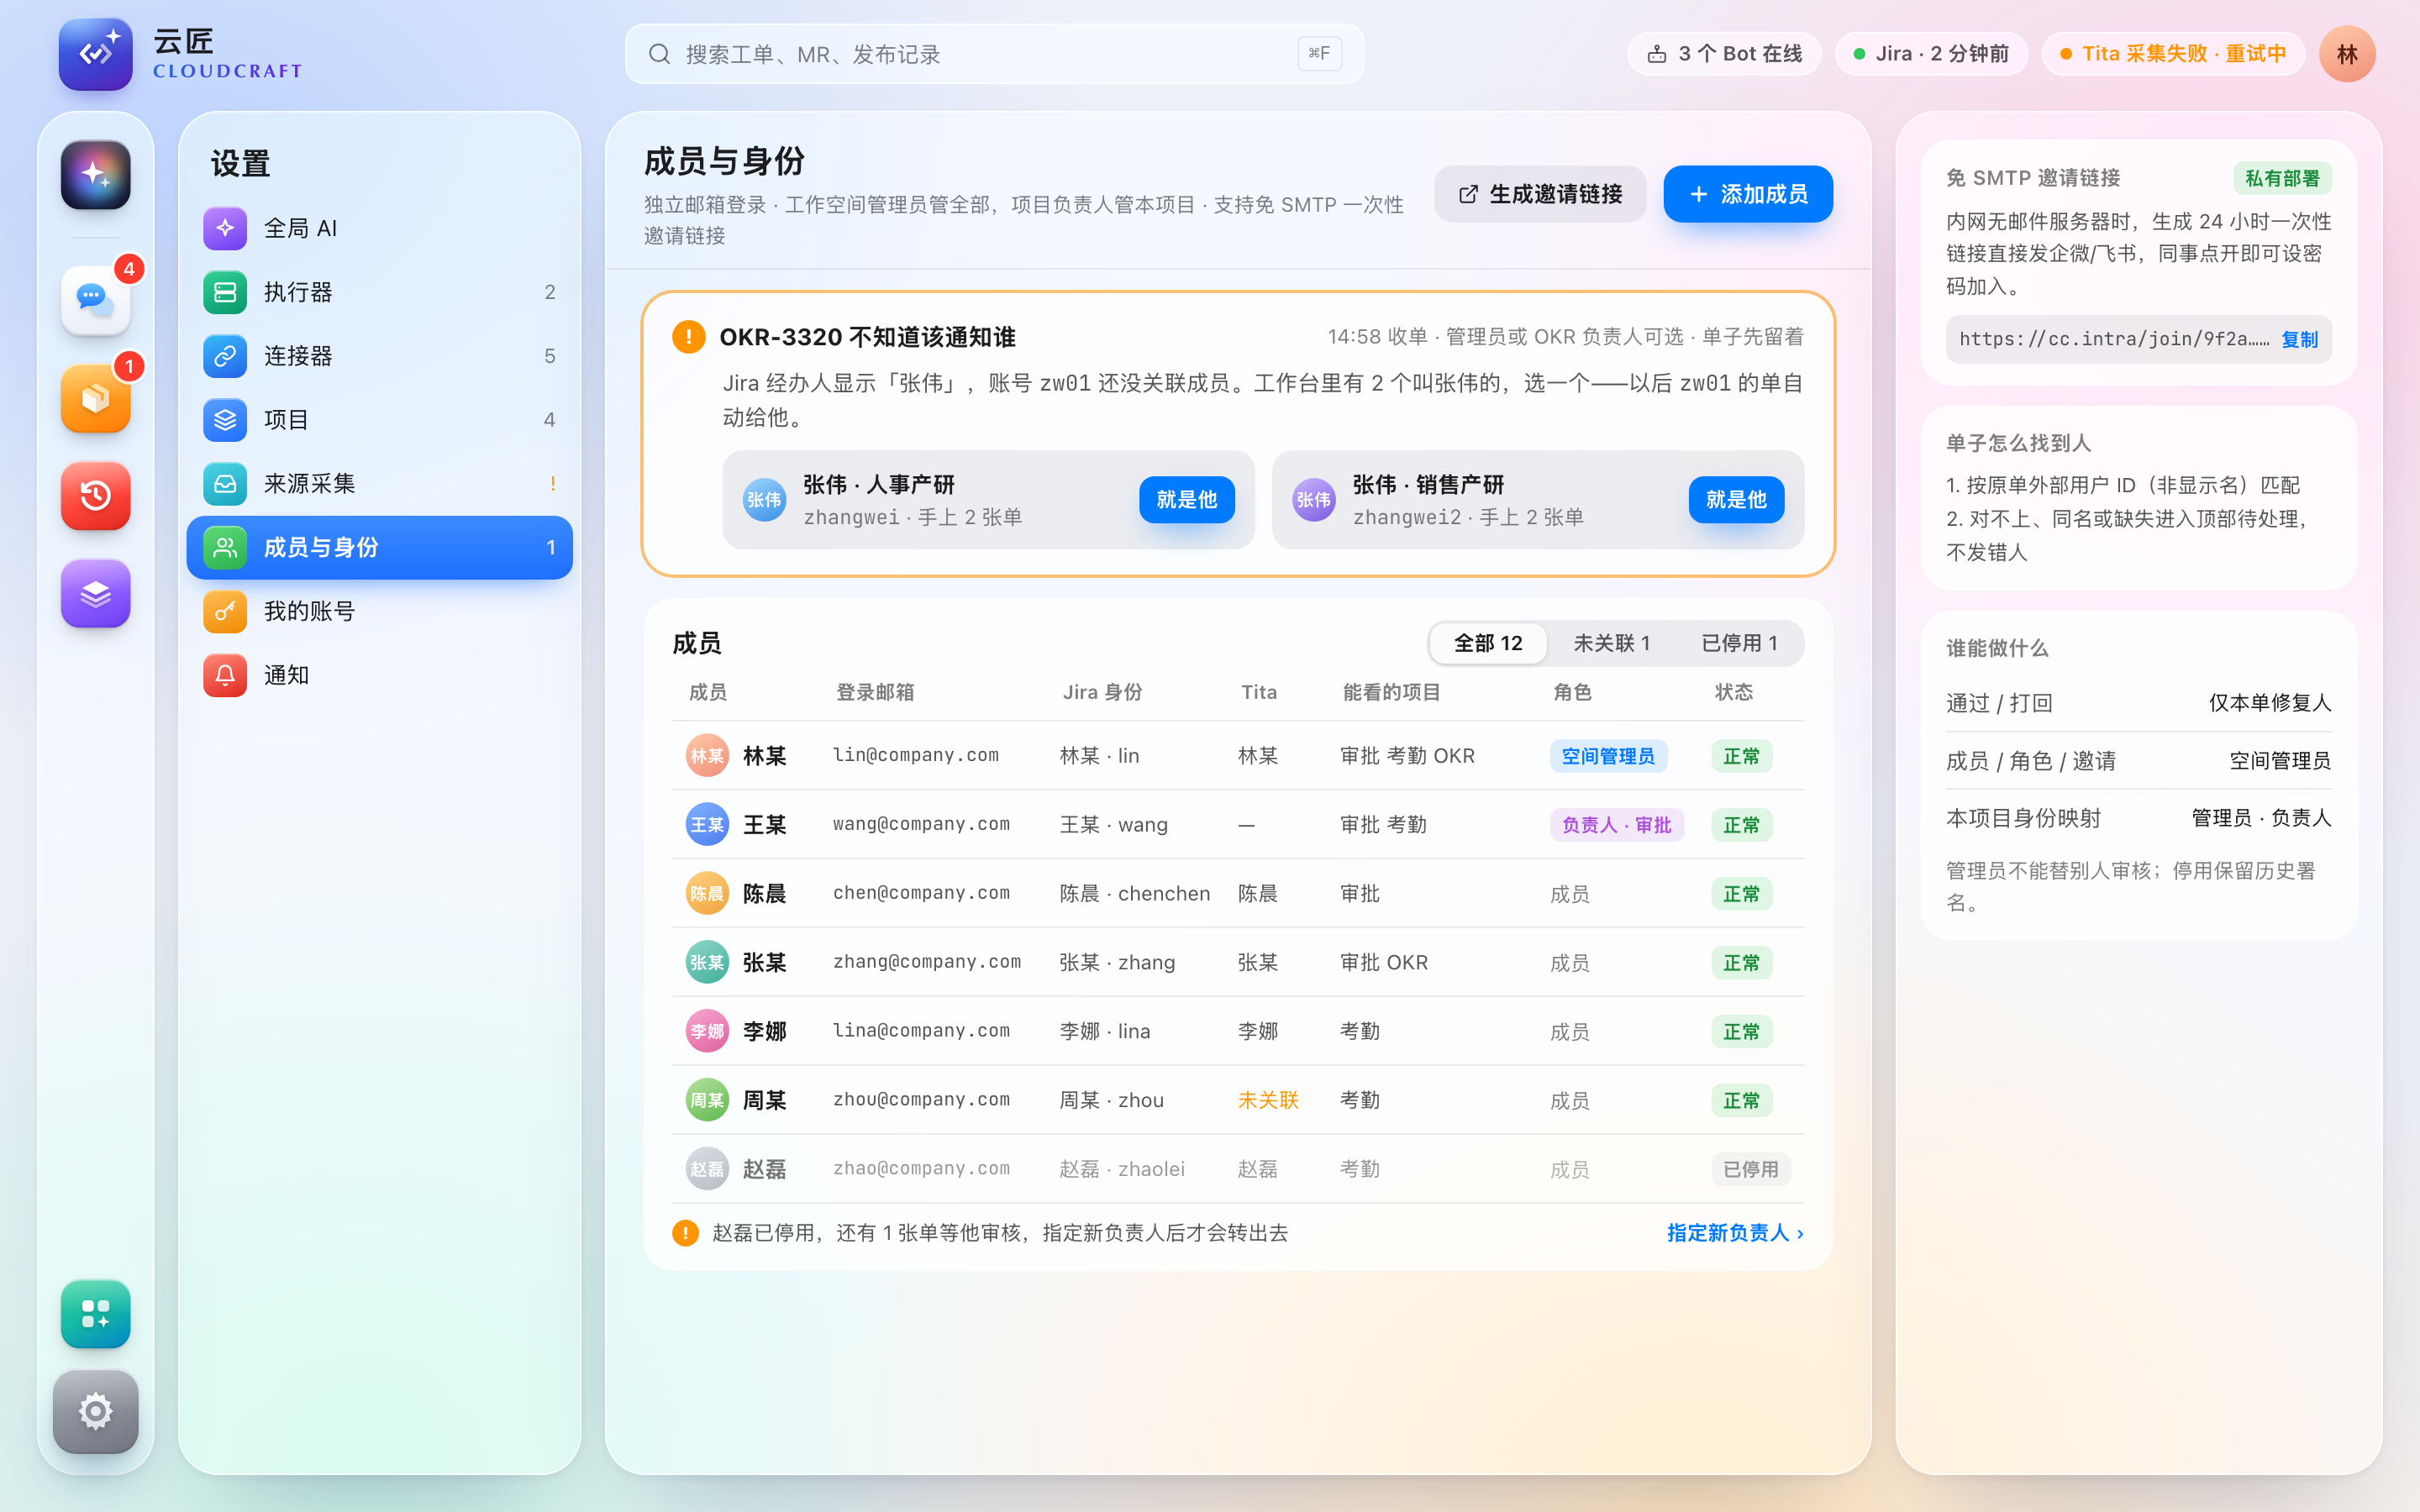 云匠
CLOUDCRAFT
搜索工单、MR、发布记录
⌘F
3 个 Bot 在线
Jira · 2 分钟前
Tita 采集失败 · 重试中
林
4
1
设置
全局 AI
执行器 2
连接器 5
项目 4
来源采集 !
成员与身份 1
我的账号
通知
成员与身份
独立邮箱登录 · 工作空间管理员管全部，项目负责人管本项目 · 支持免 SMTP 一次性
邀请链接
生成邀请链接
添加成员
! OKR-3320 不知道该通知谁
14:58 收单 · 管理员或 OKR 负责人可选 · 单子先留着
Jira 经办人显示「张伟」，账号 zw01 还没关联成员。工作台里有 2 个叫张伟的，选一个——以后 zw01 的单自
动给他。
张伟 张伟 · 人事产研
zhangwei · 手上 2 张单
就是他
张伟 张伟 · 销售产研
zhangwei2 · 手上 2 张单
就是他
成员
全部 12 未关联 1 已停用 1
成员 登录邮箱 Jira 身份 Tita 能看的项目 角色 状态
林某 林某 lin@company.com 林某 · lin 林某 审批 考勤 OKR 空间管理员 正常
王某 王某 wang@company.com 王某 · wang — 审批 考勤 负责人 · 审批 正常
陈晨 陈晨 chen@company.com 陈晨 · chenchen 陈晨 审批 成员 正常
张某 张某 zhang@company.com 张某 · zhang 张某 审批 OKR 成员 正常
李娜 李娜 lina@company.com 李娜 · lina 李娜 考勤 成员 正常
周某 周某 zhou@company.com 周某 · zhou 未关联 考勤 成员 正常
赵磊 赵磊 zhao@company.com 赵磊 · zhaolei 赵磊 考勤 成员 已停用
! 赵磊已停用，还有 1 张单等他审核，指定新负责人后才会转出去
指定新负责人 ›
免 SMTP 邀请链接
私有部署
内网无邮件服务器时，生成 24 小时一次性
链接直接发企微/飞书，同事点开即可设密
码加入。
https://cc.intra/join/9f2a…… 复制
单子怎么找到人
1. 按原单外部用户 ID（非显示名）匹配
2. 对不上、同名或缺失进入顶部待处理，
不发错人
谁能做什么
通过 / 打回 仅本单修复人
成员 / 角色 / 邀请 空间管理员
本项目身份映射 管理员 · 负责人
管理员不能替别人审核；停用保留历史署
名。